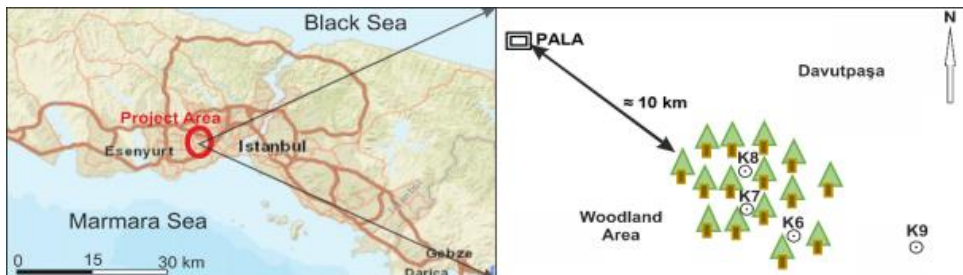 Black Sea
Project Area
Esenyurt
Istanbul
Marmara Sea
Gebze
Darica
0 15 30 km
N
PALA
Davutpaşa
≈ 10 km
K8
K7
Woodland
Area
K6
K9